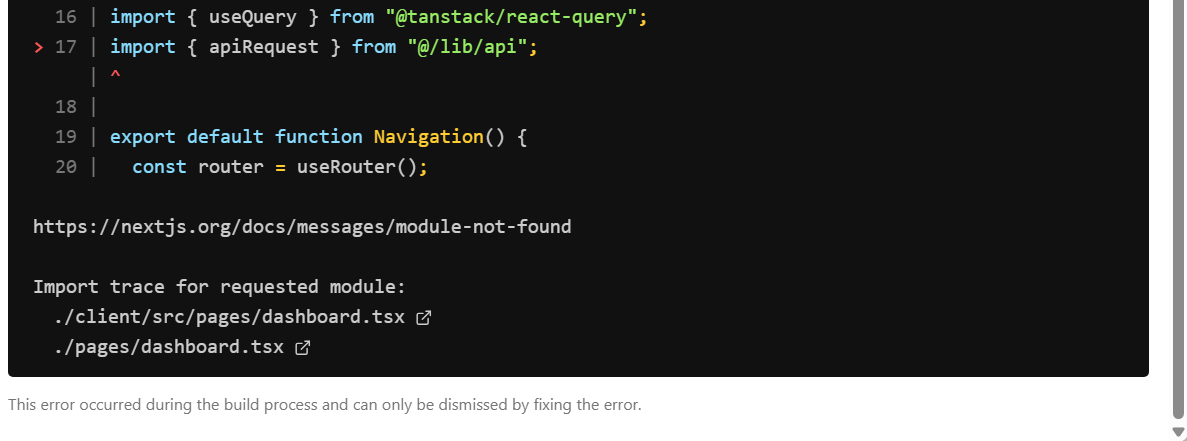 16 | import { useQuery } from "@tanstack/react-query";
> 17 | import { apiRequest } from "@/lib/api";
| ^
18 |
19 | export default function Navigation() {
20 | const router = useRouter();
https://nextjs.org/docs/messages/module-not-found
Import trace for requested module:
./client/src/pages/dashboard.tsx
./pages/dashboard.tsx
This error occurred during the build process and can only be dismissed by fixing the error.